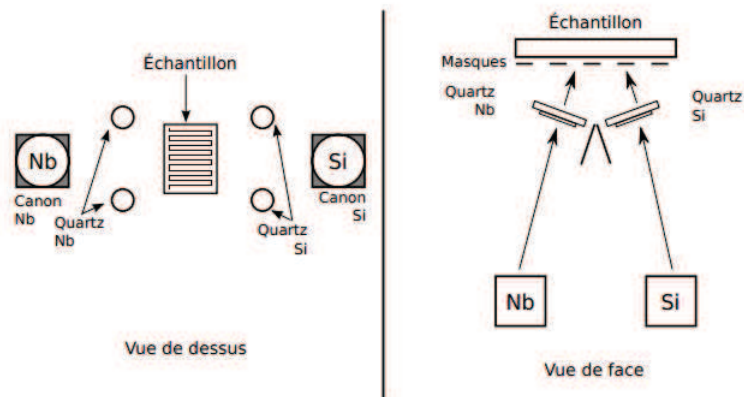 Échantillon
Nb
Si
Canon
Nb
Quartz
Nb
Canon
Si
Quartz
Si
Vue de dessus
Échantillon
Masques
Quartz
Nb
Quartz
Si
Nb
Si
Vue de face